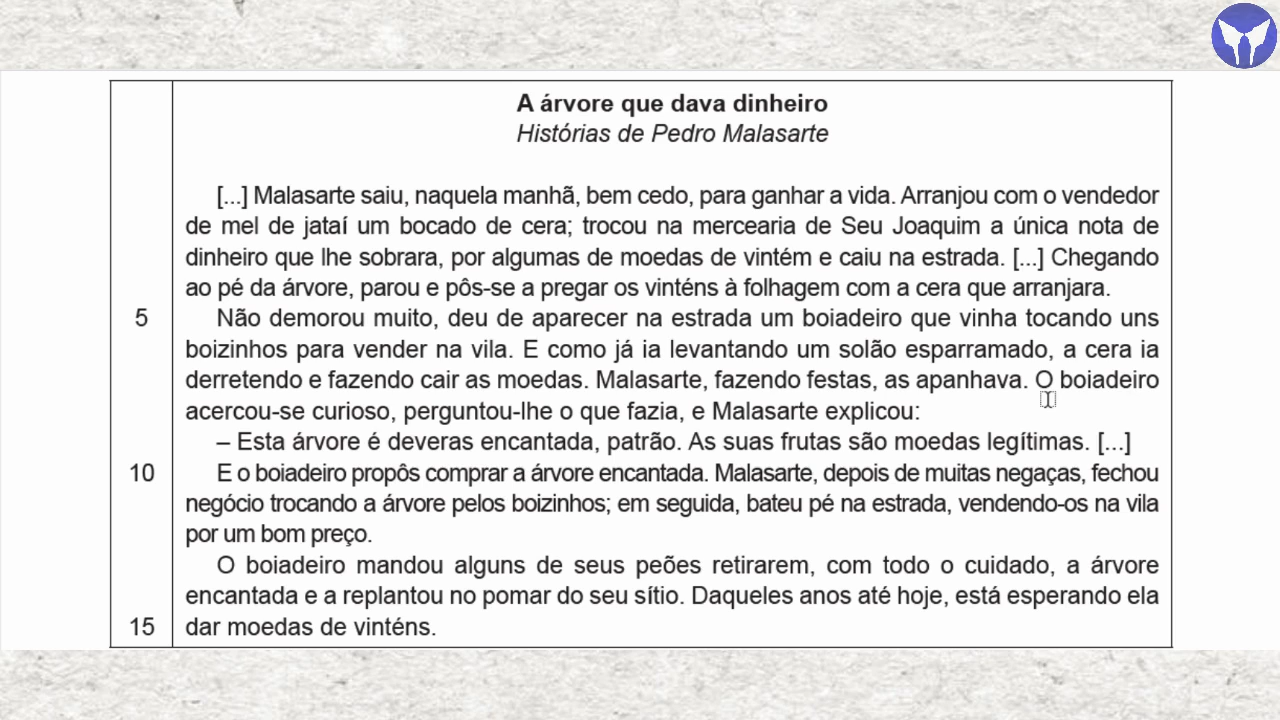 A árvore que dava dinheiro
Histórias de Pedro Malasarte
[...] Malasarte saiu, naquela manhã, bem cedo, para ganhar a vida. Arranjou com o vendedor
de mel de jataí um bocado de cera; trocou na mercearia de Seu Joaquim a única nota de
dinheiro que lhe sobrara, por algumas de moedas de vintém e caiu na estrada. [...] Chegando
ao pé da árvore, parou e pôs-se a pregar os vinténs à folhagem com a cera que arranjara.
5 Não demorou muito, deu de aparecer na estrada um boiadeiro que vinha tocando uns
boizinhos para vender na vila. E como já ia levantando um solão esparramado, a cera ia
derretendo e fazendo cair as moedas. Malasarte, fazendo festas, as apanhava. O boiadeiro
acercou-se curioso, perguntou-lhe o que fazia, e Malasarte explicou:
– Esta árvore é deveras encantada, patrão. As suas frutas são moedas legítimas. [...]
10 E o boiadeiro propôs comprar a árvore encantada. Malasarte, depois de muitas negaças, fechou
negócio trocando a árvore pelos boizinhos; em seguida, bateu pé na estrada, vendendo-os na vila
por um bom preço.
O boiadeiro mandou alguns de seus peões retirarem, com todo o cuidado, a árvore
encantada e a replantou no pomar do seu sítio. Daqueles anos até hoje, está esperando ela
15 dar moedas de vinténs.